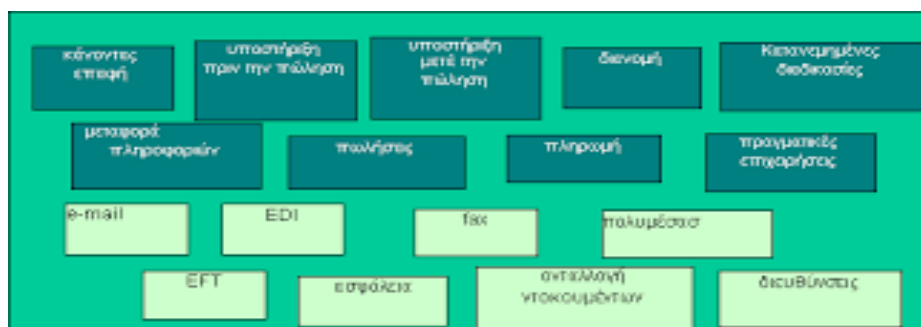 κάνοντας
επαφή
υποστήριξη
πριν την πώληση
υποστήριξη
μετά την
πώληση
διανομή
Κατανεμημένες
διαδικασίες
μεταφορά
πληροφοριών
πωλήσεις
πληρωμή
πραγματικές
επιχειρήσεις
e-mail
EDI
fax
πολυμέσα
EFT
ασφάλεια
ανταλλαγή
ντοκουμέντων
διευθύνσεις